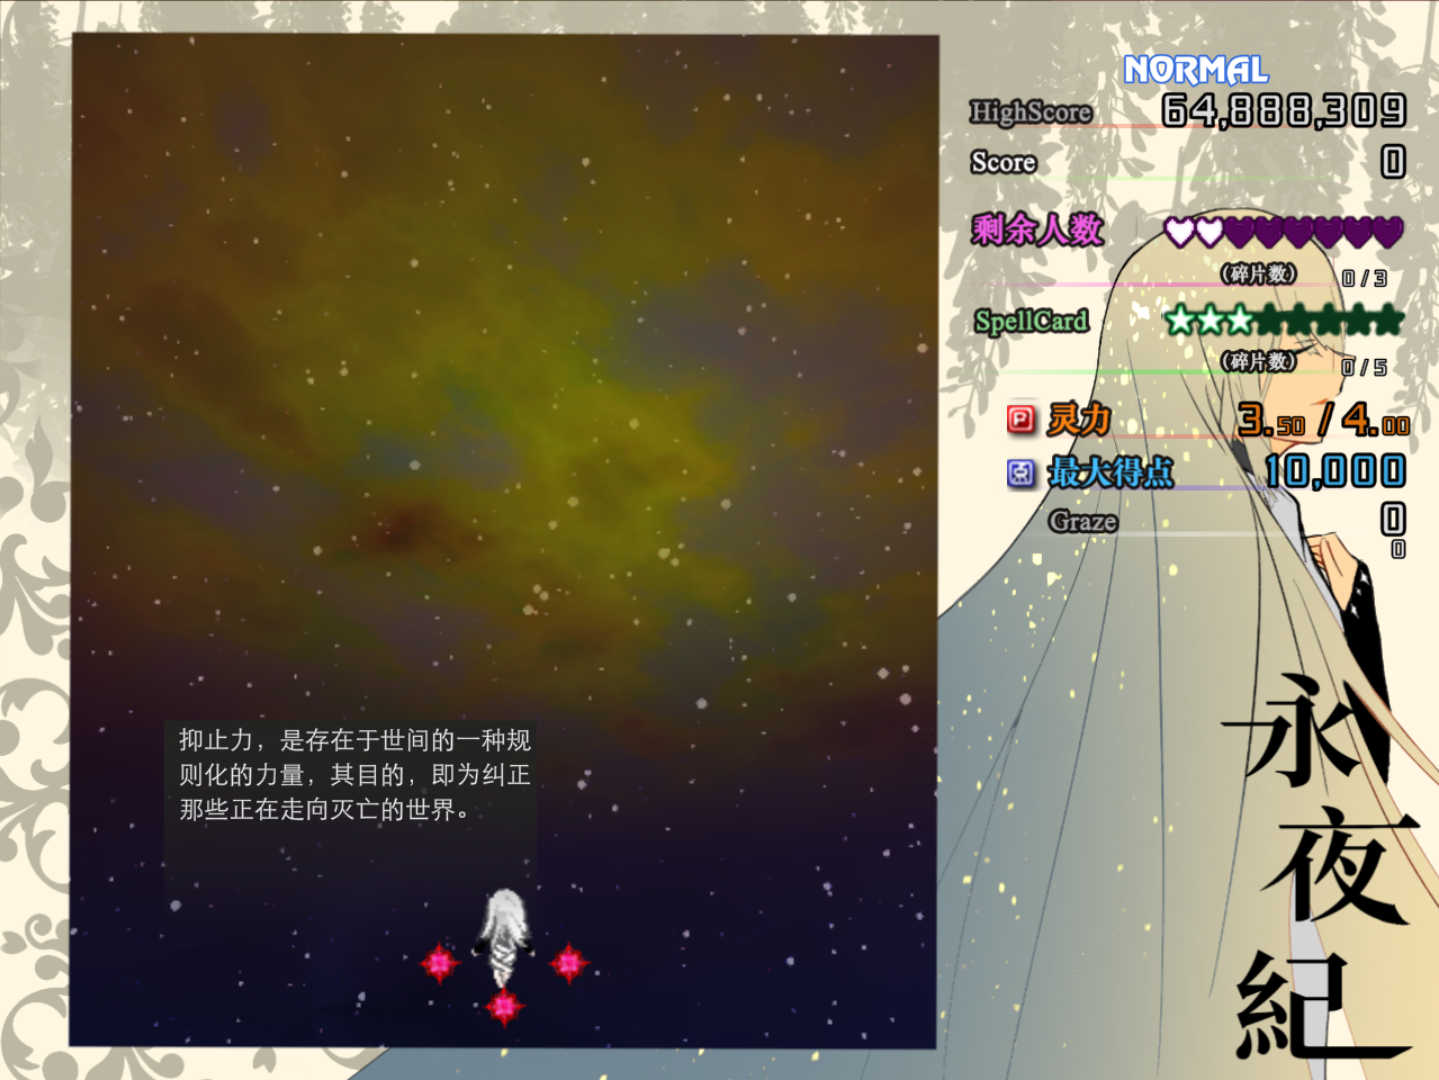 NORMAL
HighScore 64,888,309
Score 0
剩余人数
(碎片数) 0/3
SpellCard
(碎片数) 0/5
灵力 3.50 / 4.00
最大得点 10,000
Graze 0
0
抑止力，是存在于世间的一种规
则化的力量，其目的，即为纠正
那些正在走向灭亡的世界。
永夜紀